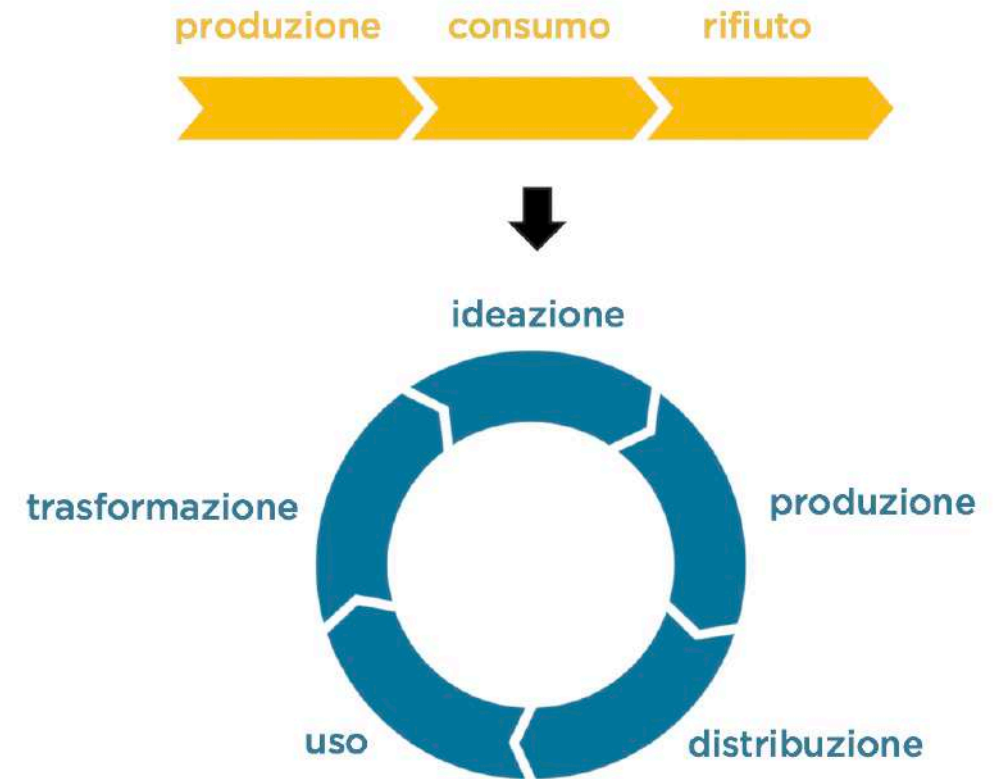 produzione consumo rifiuto
ideazione
trasformazione produzione
uso distribuzione